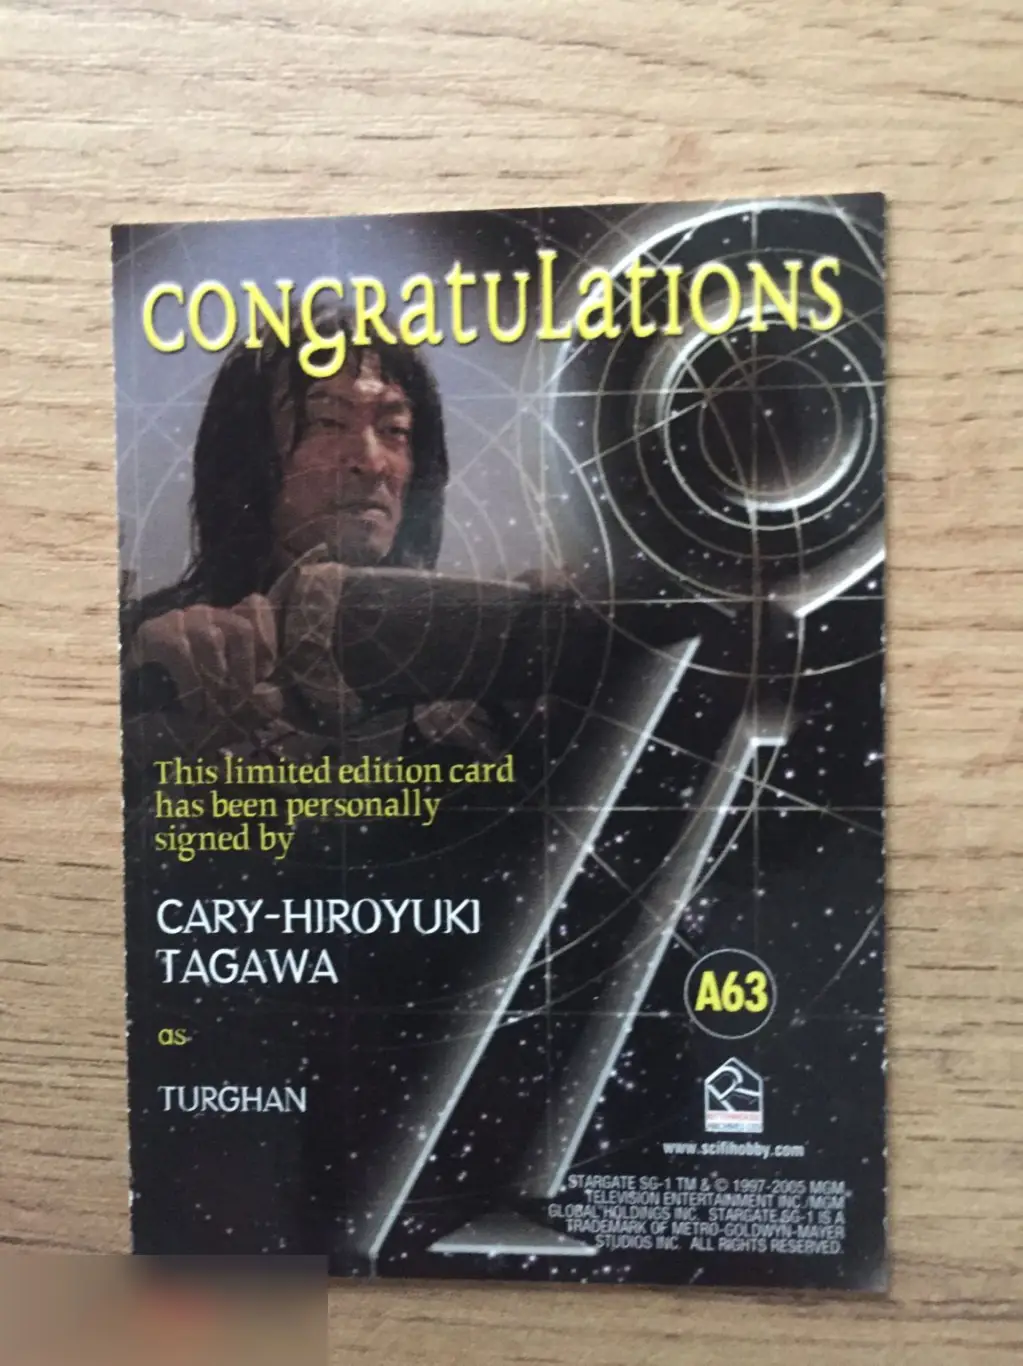 CONGRATULATIONS
This limited edition card
has been personally
signed by
CARY-HIROYUKI
TAGAWA
as
TURGHAN
A63
www.scifihobby.com
STARGATE SG-1 TM & © 1997-2005 MGM
TELEVISION ENTERTAINMENT INC./MGM
GLOBAL HOLDINGS INC. STARGATE SG-1 IS A
TRADEMARK OF METRO-GOLDWYN-MAYER
STUDIOS INC. ALL RIGHTS RESERVED.